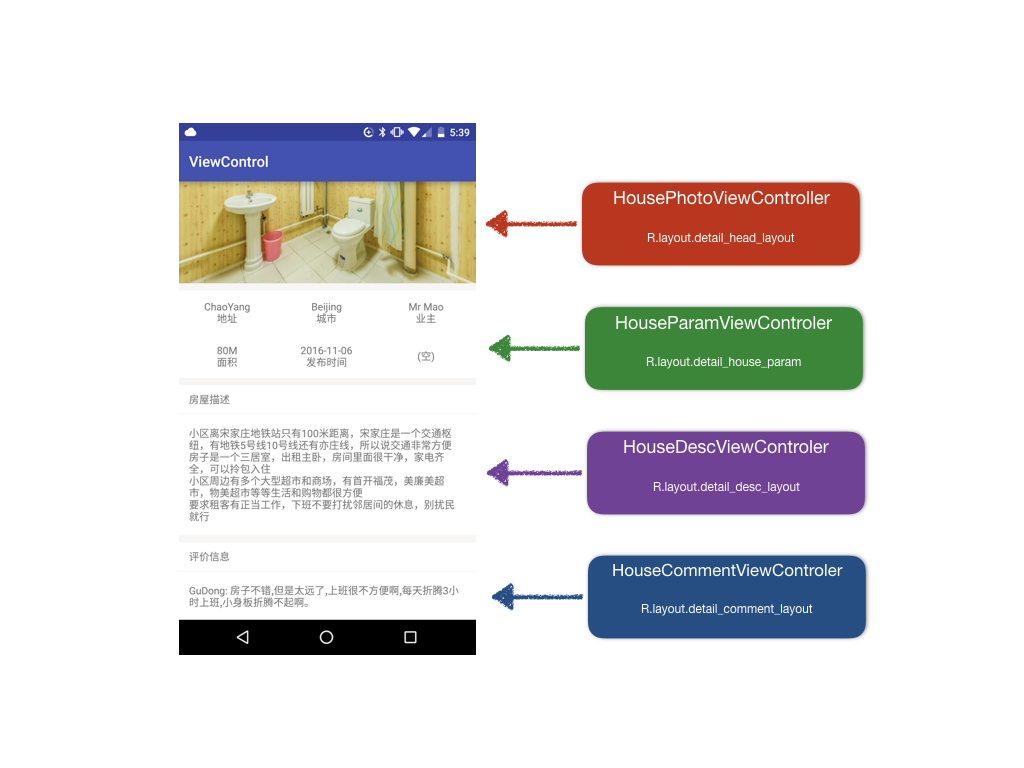 5:39
ViewControl
HousePhotoViewController
R.layout.detail_head_layout
ChaoYang
地址
Beijing
城市
Mr Mao
业主
80M
面积
2016-11-06
发布时间
(空)
HouseParamViewControler
R.layout.detail_house_param
房屋描述
小区离宋家庄地铁站只有100米距离，宋家庄是一个交通枢
纽，有地铁5号线10号线还有亦庄线，所以说交通非常方便
房子是一个三居室，出租主卧，房间里面很干净，家电齐
全，可以拎包入住
小区周边有多个大型超市和商场，有首开福茂，美廉美超
市，物美超市等等生活和购物都很方便
要求租客有正当工作，下班不要打扰邻居间的休息，别扰民
就行
HouseDescViewControler
R.layout.detail_desc_layout
评价信息
GuDong: 房子不错,但是太远了,上班很不方便啊,每天折腾3小
时上班,小身板折腾不起啊。
HouseCommentViewControler
R.layout.detail_comment_layout